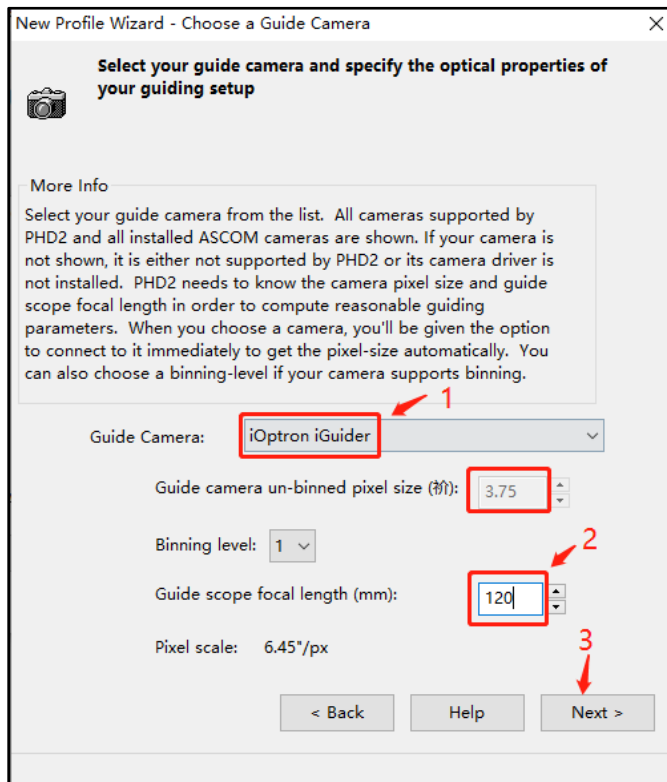 New Profile Wizard - Choose a Guide Camera
Select your guide camera and specify the optical properties of
your guiding setup
More Info
Select your guide camera from the list. All cameras supported by
PHD2 and all installed ASCOM cameras are shown. If your camera is
not shown, it is either not supported by PHD2 or its camera driver is
not installed. PHD2 needs to know the camera pixel size and guide
scope focal length in order to compute reasonable guiding
parameters. When you choose a camera, you'll be given the option
to connect to it immediately to get the pixel-size automatically. You
can also choose a binning-level if your camera supports binning.
1
Guide Camera: iOptron iGuider
Guide camera un-binned pixel size (祄): 3.75
Binning level: 1
2
Guide scope focal length (mm): 120
Pixel scale: 6.45"/px
3
< Back Help Next >